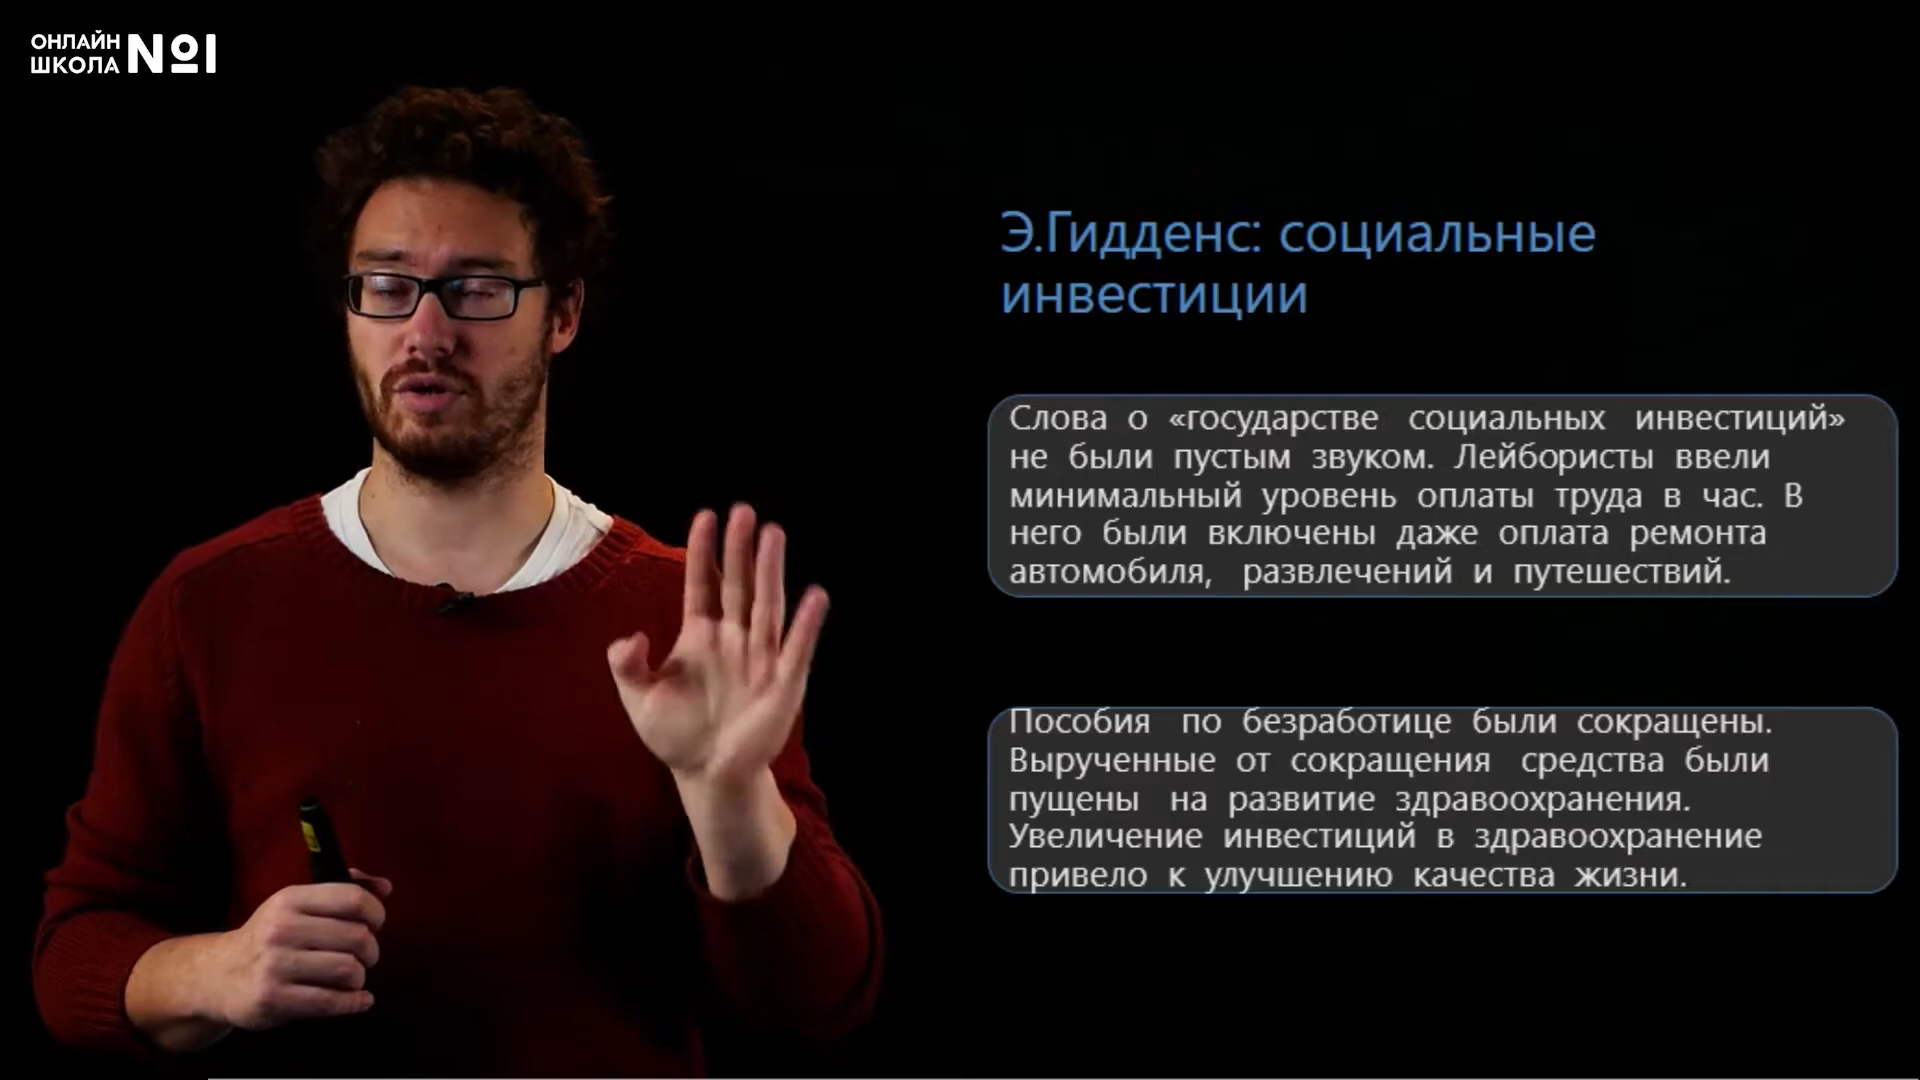 ОНЛАЙН
ШКОЛА №1
Э.Гидденс: социальные
инвестиции
Слова о «государстве социальных инвестиций»
не были пустым звуком. Лейбористы ввели
минимальный уровень оплаты труда в час. В
него были включены даже оплата ремонта
автомобиля, развлечений и путешествий.
Пособия по безработице были сокращены.
Вырученные от сокращения средства были
пущены на развитие здравоохранения.
Увеличение инвестиций в здравоохранение
привело к улучшению качества жизни.